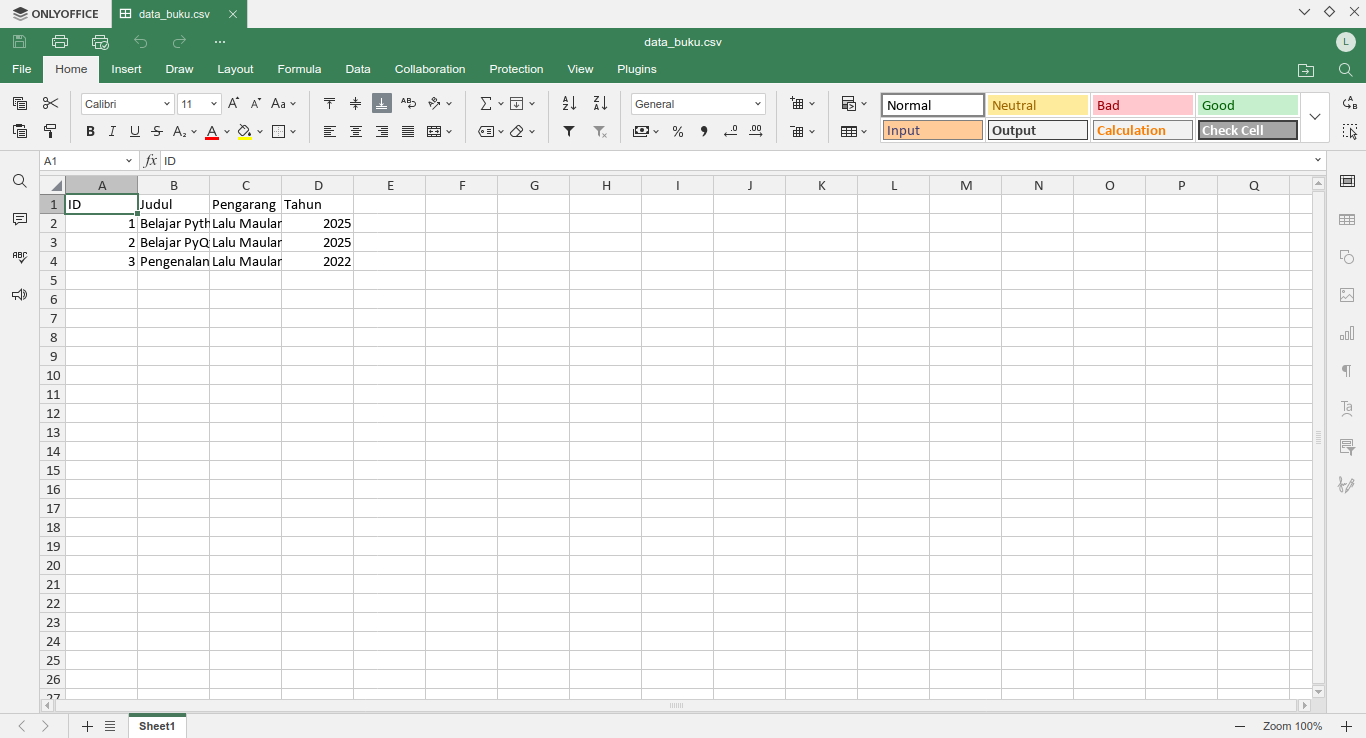 ONLYOFFICE data_buku.csv
data_buku.csv L
File Home Insert Draw Layout Formula Data Collaboration Protection View Plugins
Calibri 11 Aa General Normal Neutral Bad Good
B I U S A₂ A % Input Output Calculation Check Cell
A1 fx ID
A B C D E F G H I J K L M N O P Q
1 ID Judul Pengarang Tahun
2 1 Belajar Pyth Lalu Maular 2025
3 2 Belajar PyQ Lalu Maular 2025
4 3 Pengenalan Lalu Maular 2022
5
6
7
8
9
10
11
12
13
14
15
16
17
18
19
20
21
22
23
24
25
26
27
Sheet1 Zoom 100%